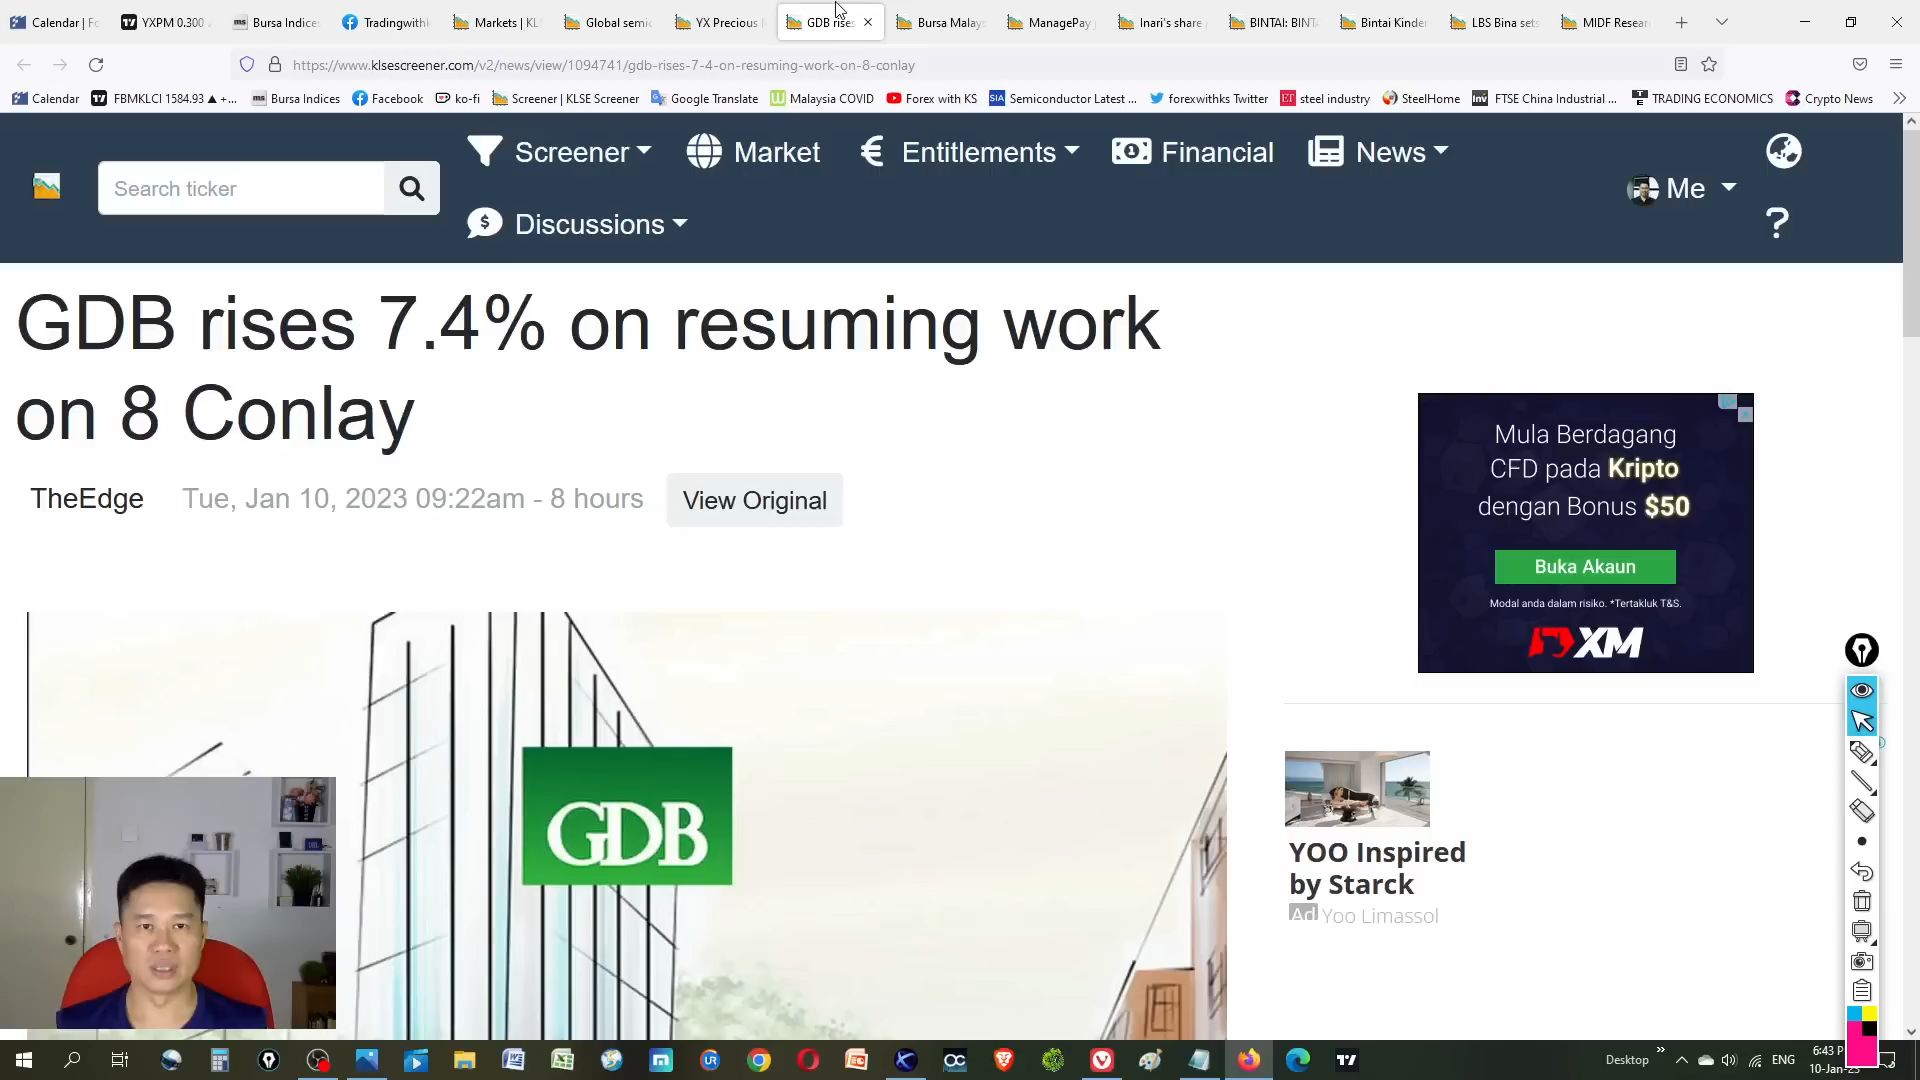 Calendar | Fo
YXPM 0.300
Bursa Indices
Tradingwith
Markets | KL
Global semi
YX Precious
GDB rises
Bursa Malays
ManagePay
Inari's share
BINTAI: BINTA
Bintai Kinden
LBS Bina sets
MIDF Resear
https://www.klsescreener.com/v2/news/view/1094741/gdb-rises-7-4-on-resuming-work-on-8-conlay
Calendar
FBMKLCI 1584.93 ▲ +...
Bursa Indices
Facebook
ko-fi
Screener | KLSE Screener
Google Translate
Malaysia COVID
Forex with KS
Semiconductor Latest ...
forexwithks Twitter
steel industry
SteelHome
FTSE China Industrial ...
TRADING ECONOMICS
Crypto News
Search ticker
Screener
Market
Entitlements
Financial
News
Discussions
Me
GDB rises 7.4% on resuming work
on 8 Conlay
TheEdge
Tue, Jan 10, 2023 09:22am - 8 hours
View Original
Mula Berdagang
CFD pada Kripto
dengan Bonus $50
Buka Akaun
Modal anda dalam risiko. *Tertakluk T&S.
XM
GDB
YOO Inspired
by Starck
Ad Yoo Limassol
Desktop
ENG
6:43 P
10-Jan-23